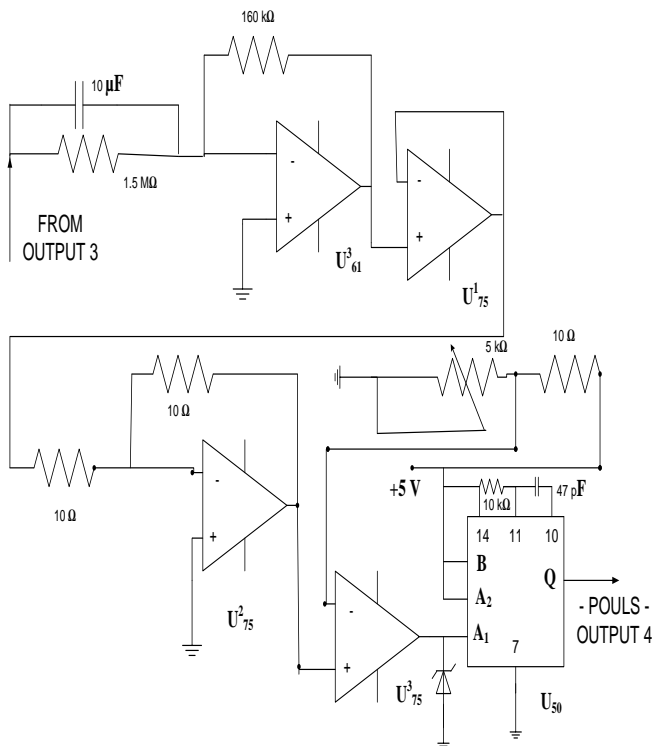 160 kΩ
10 μF
1.5 MΩ
-
+
FROM
OUTPUT 3
U³₆₁
-
+
U¹₇₅
5 kΩ
10 Ω
10 Ω
10 Ω
-
+
U²₇₅
+5 V
10 kΩ
47 pF
14 11 10
B
A₂
A₁
Q
7
- POULS -
OUTPUT 4
-
+
U³₇₅
U₅₀